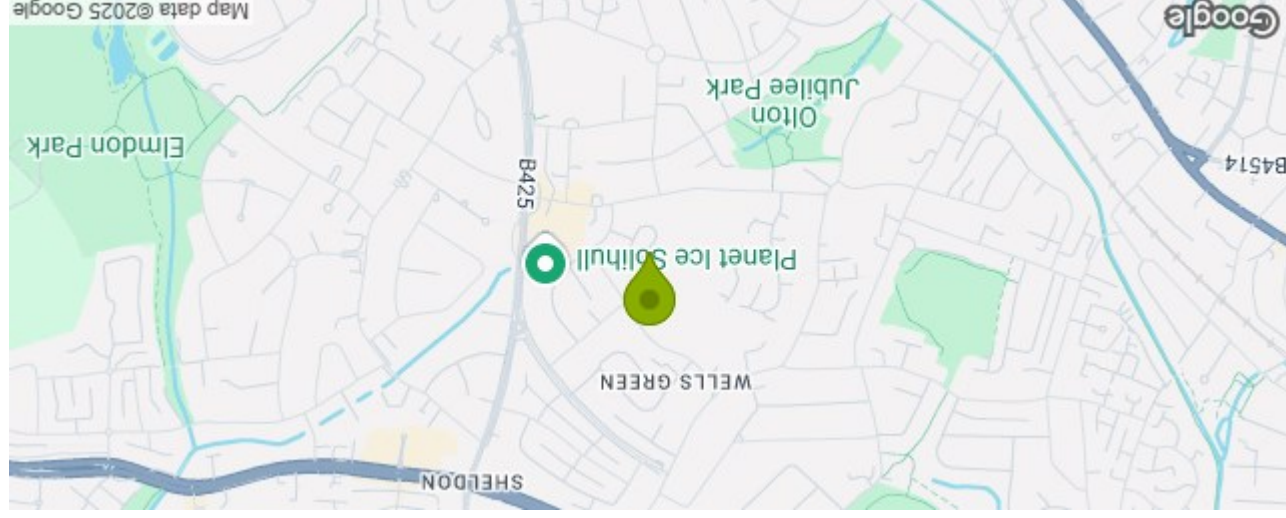 SHELDON
WELLS GREEN
Planet Ice Solihull
B425
B4514
Olton
Jubilee Park
Elmdon Park
Google
Map data ©2025 Google